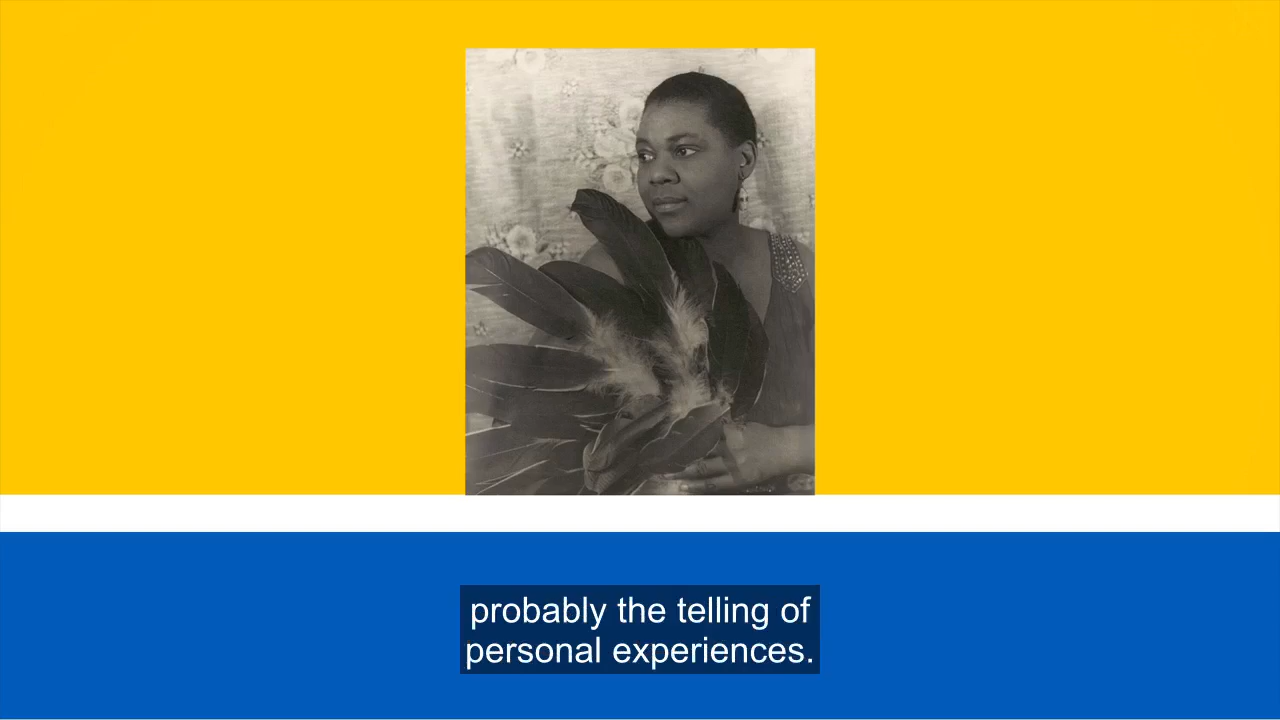 probably the telling of
personal experiences.